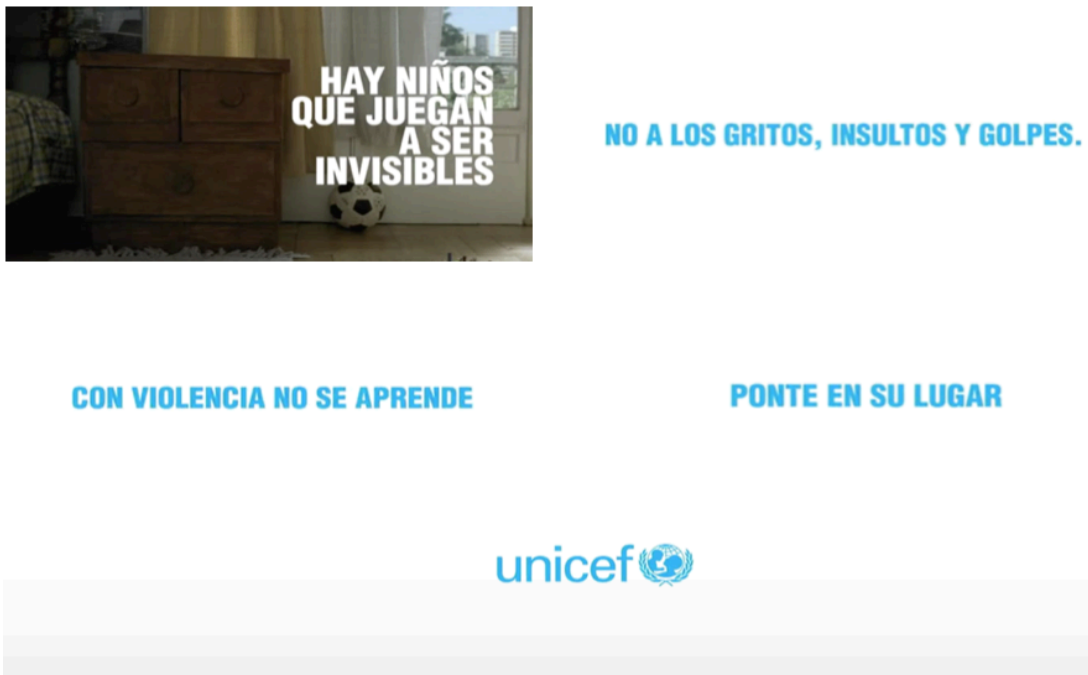 HAY NIÑOS
QUE JUEGAN
A SER
INVISIBLES
NO A LOS GRITOS, INSULTOS Y GOLPES.
CON VIOLENCIA NO SE APRENDE
PONTE EN SU LUGAR
unicef